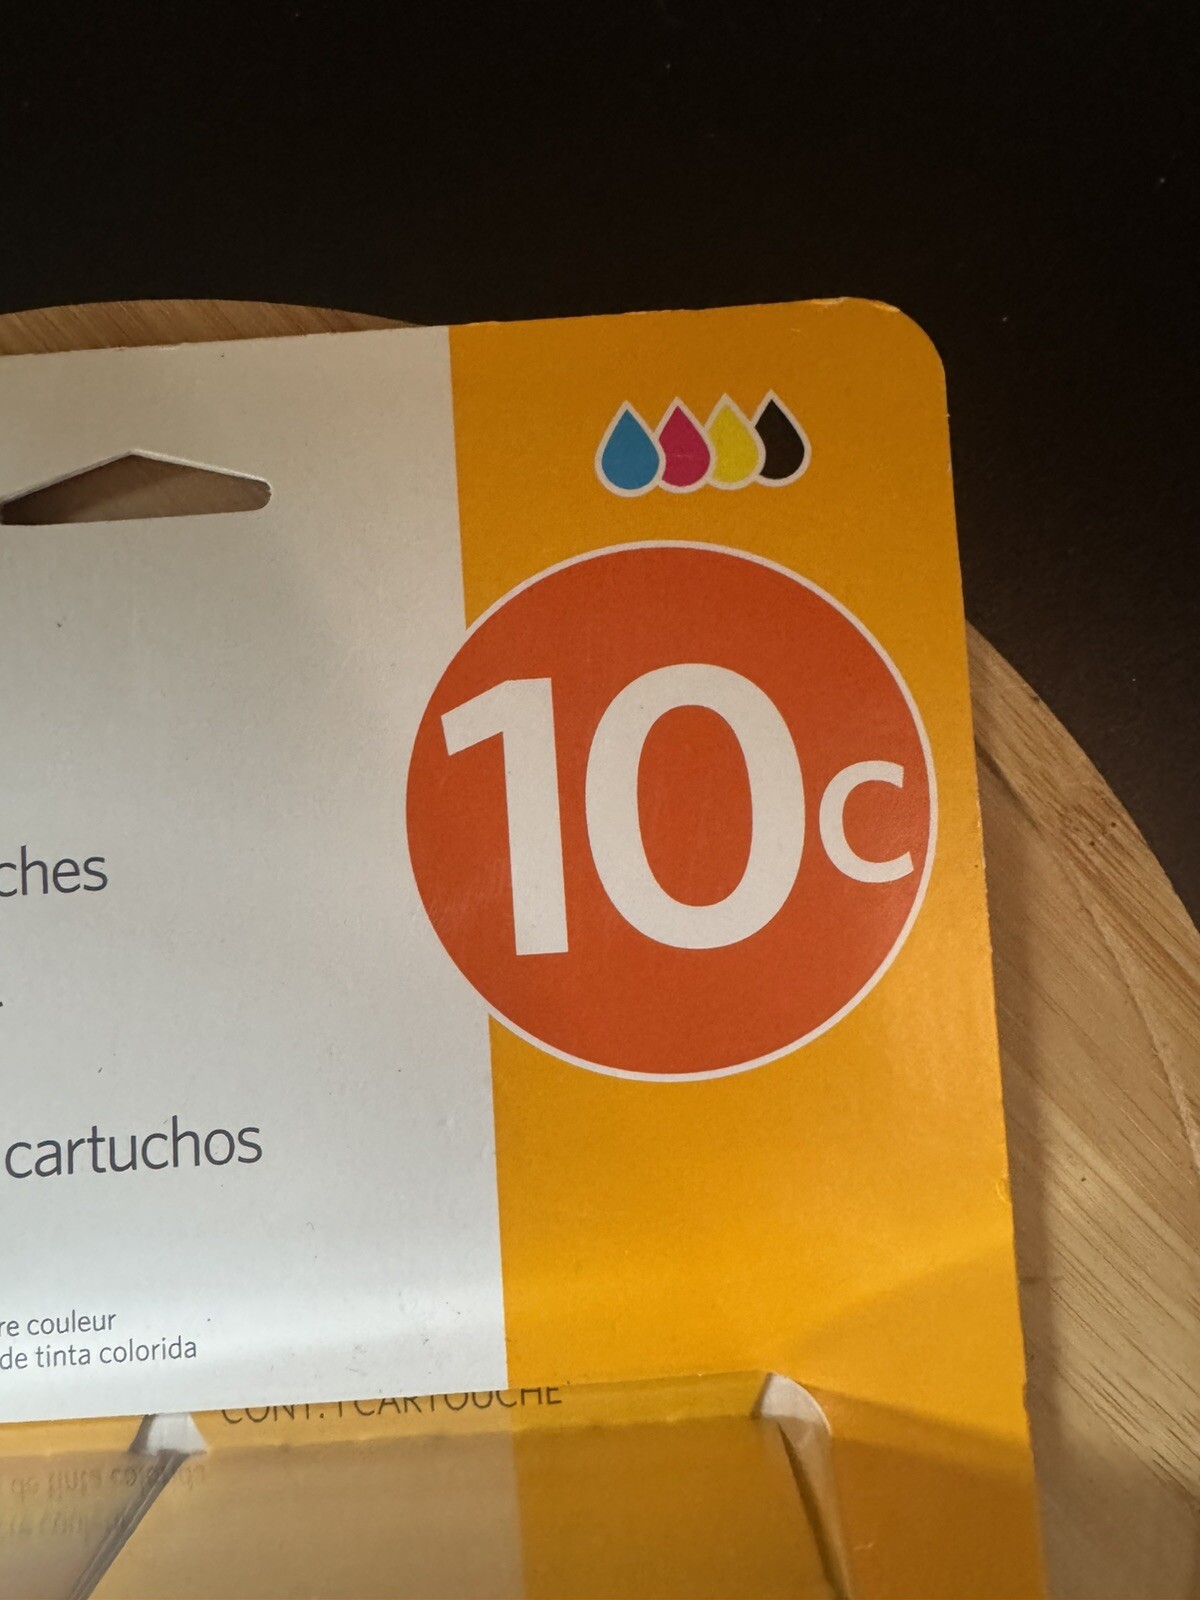 10c
ches
cartuchos
re couleur
de tinta colorida
CONT. 1 CARTOUCHE